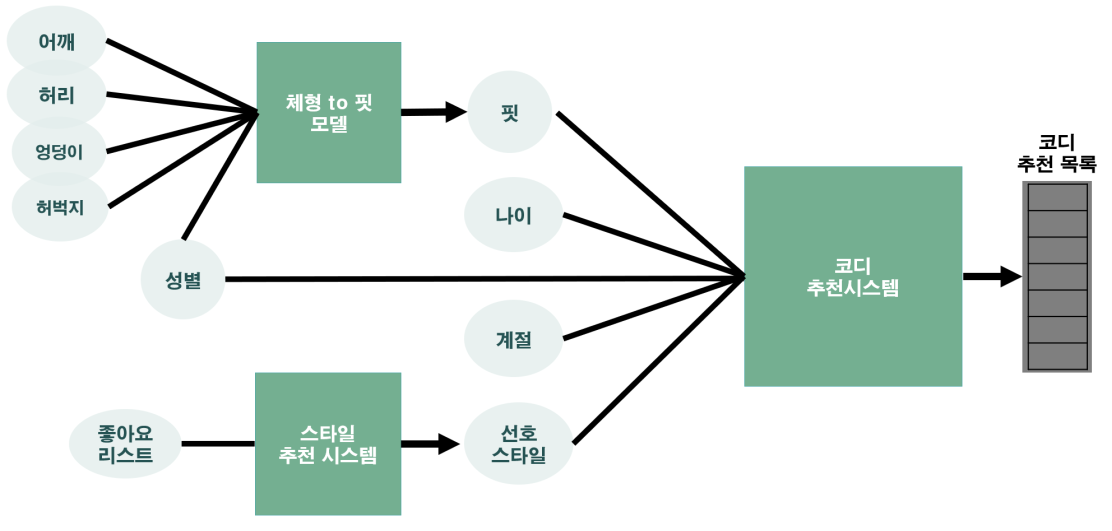 어깨
허리
엉덩이
허벅지
성별
체형 to 핏
모델
핏
나이
계절
좋아요
리스트
스타일
추천 시스템
선호
스타일
코디
추천시스템
코디
추천 목록